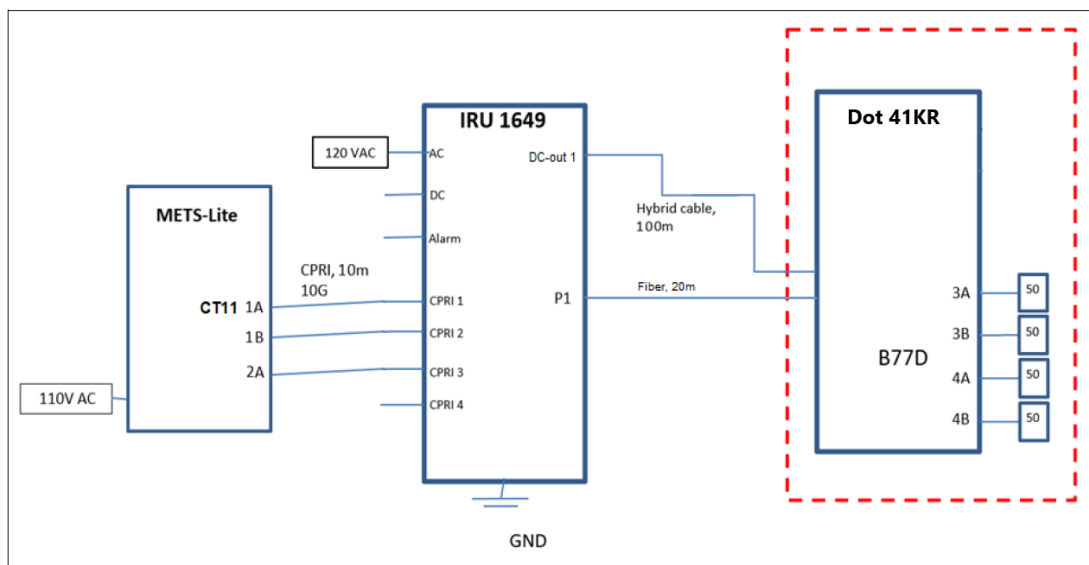 IRU 1649
Dot 41KR
120 VAC
AC
DC-out 1
DC
METS-Lite
Hybrid cable,
100m
Alarm
CPRI, 10m
10G
CT11 1A
CPRI 1
P1
Fiber, 20m
3A
50
1B
CPRI 2
3B
50
B77D
2A
CPRI 3
4A
50
110V AC
CPRI 4
4B
50
GND